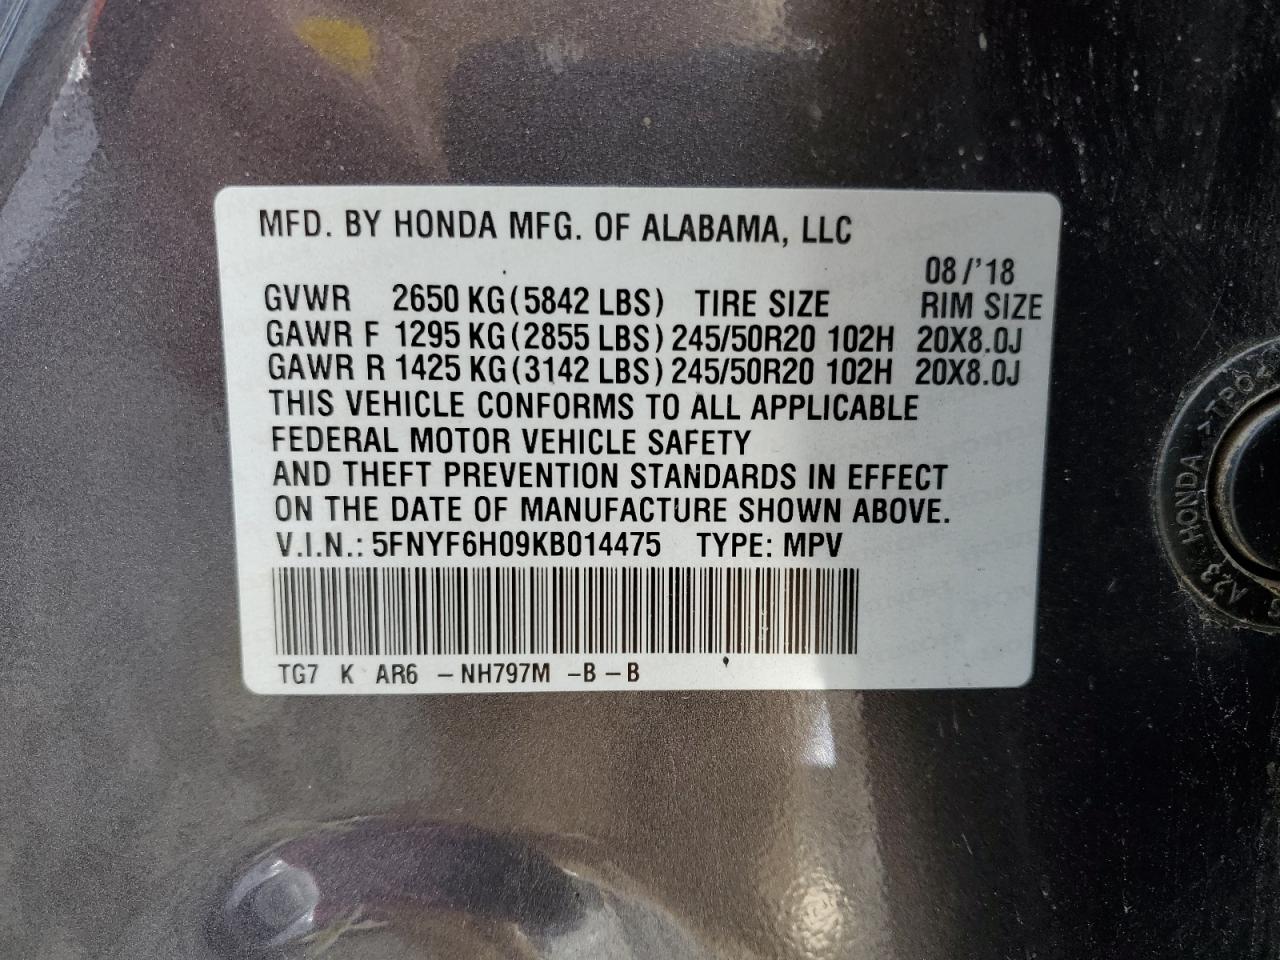 MFD. BY HONDA MFG. OF ALABAMA, LLC
08/'18
GVWR 2650 KG(5842 LBS) TIRE SIZE RIM SIZE
GAWR F 1295 KG(2855 LBS) 245/50R20 102H 20X8.0J
GAWR R 1425 KG(3142 LBS) 245/50R20 102H 20X8.0J
THIS VEHICLE CONFORMS TO ALL APPLICABLE
FEDERAL MOTOR VEHICLE SAFETY
AND THEFT PREVENTION STANDARDS IN EFFECT
ON THE DATE OF MANUFACTURE SHOWN ABOVE.
V.I.N.: 5FNYF6H09KB014475 TYPE: MPV
TG7 K AR6 -NH797M -B-B
A23 HONDA >TPO